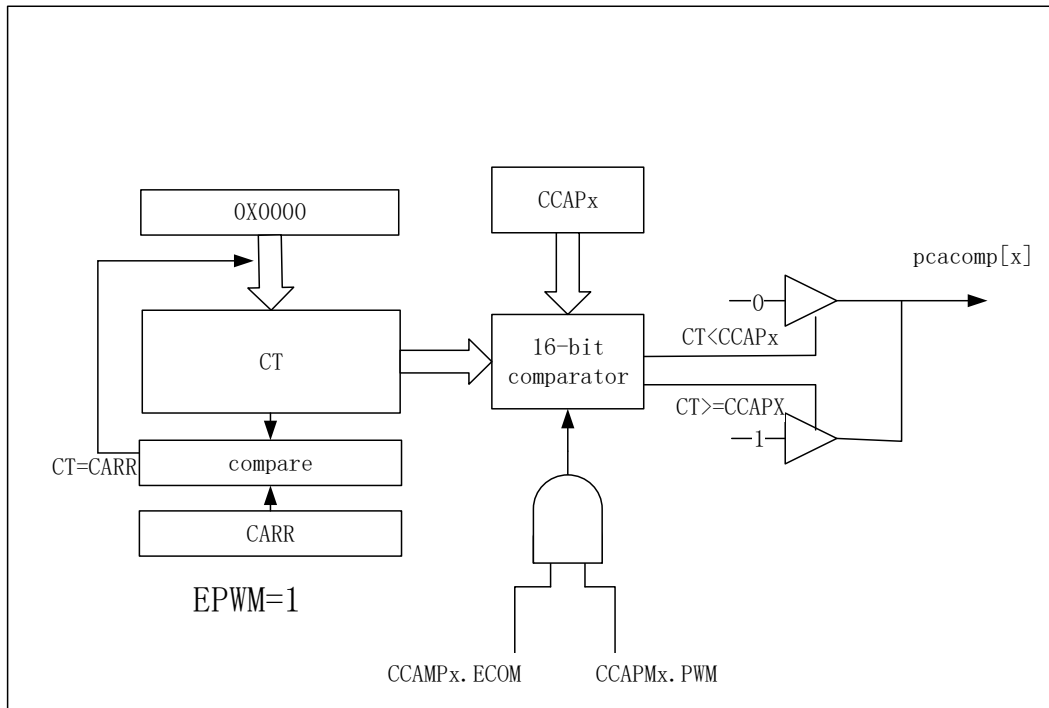 0X0000
CCAPx
pcacomp[x]
0
CT<CCAPx
CT
16-bit
comparator
CT>=CCAPX
1
CT=CARR
compare
CARR
EPWM=1
CCAMPx.ECOM
CCAPMx.PWM